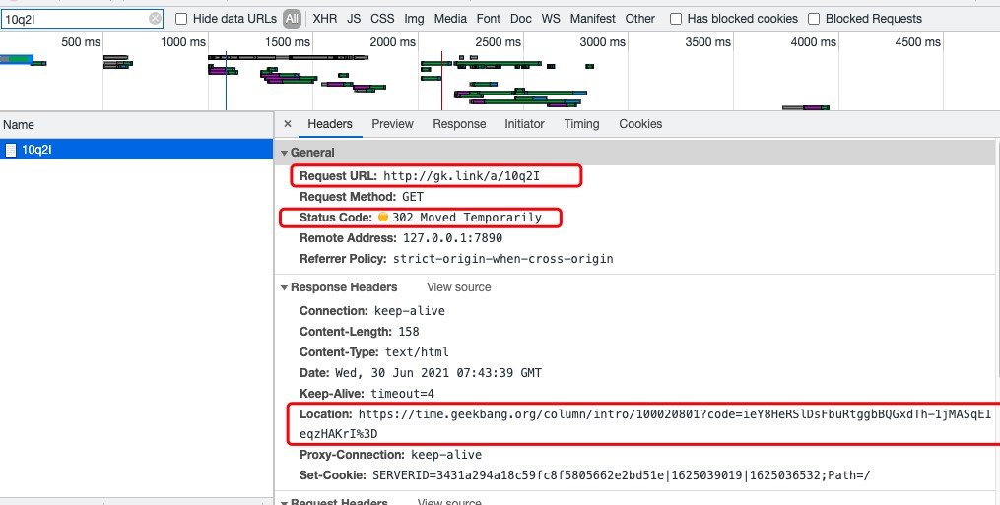 10q2I
Hide data URLs All XHR JS CSS Img Media Font Doc WS Manifest Other Has blocked cookies Blocked Requests
500 ms 1000 ms 1500 ms 2000 ms 2500 ms 3000 ms 3500 ms 4000 ms 4500 ms
Name
× Headers Preview Response Initiator Timing Cookies
10q2I
General
Request URL: http://gk.link/a/10q2I
Request Method: GET
Status Code: 302 Moved Temporarily
Remote Address: 127.0.0.1:7890
Referrer Policy: strict-origin-when-cross-origin
Response Headers View source
Connection: keep-alive
Content-Length: 158
Content-Type: text/html
Date: Wed, 30 Jun 2021 07:43:39 GMT
Keep-Alive: timeout=4
Location: https://time.geekbang.org/column/intro/100020801?code=ieY8HeRSlDsFbuRtggbBQGxdTh-1jMASqEI
eqzHAKrI%3D
Proxy-Connection: keep-alive
Set-Cookie: SERVERID=3431a294a18c59fc8f5805662e2bd51e|1625039019|1625036532;Path=/
Request Headers View source